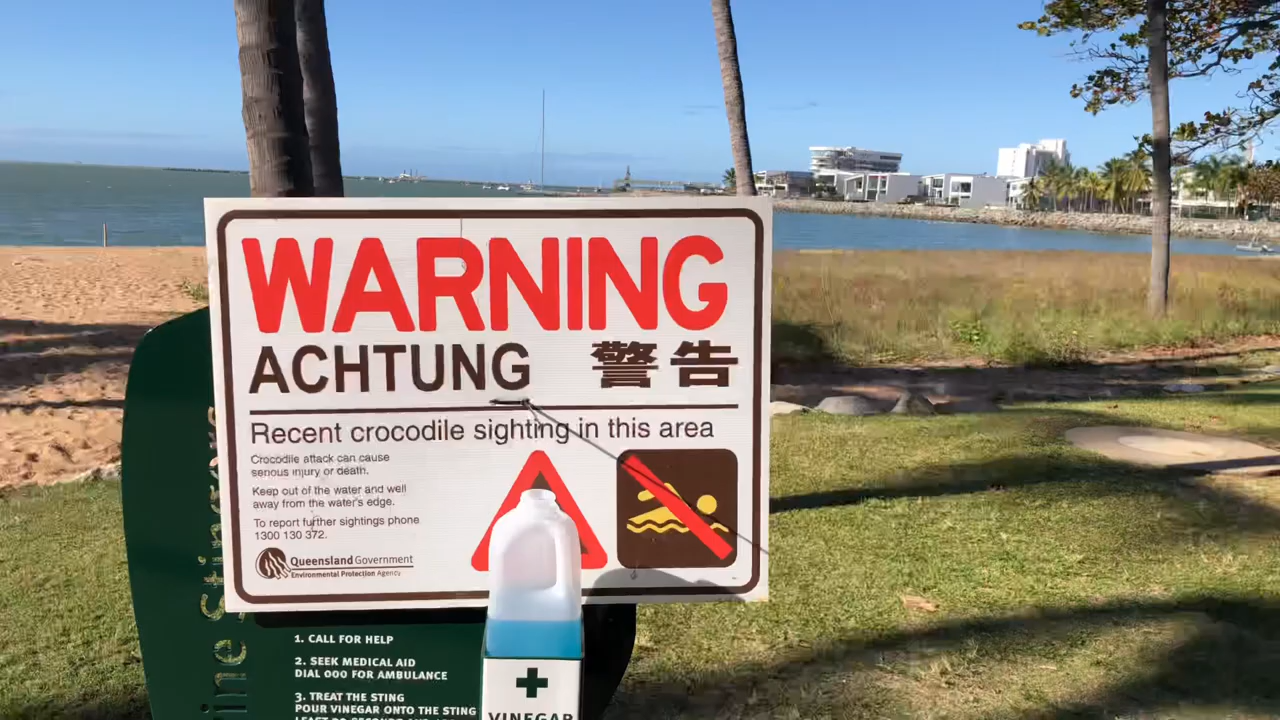 WARNING
ACHTUNG 警告
Recent crocodile sighting in this area
Crocodile attack can cause
serious injury or death.
Keep out of the water and well
away from the water's edge.
To report further sightings phone
1300 130 372.
Queensland Government
Environmental Protection Agency
ine Stingers
1. CALL FOR HELP
2. SEEK MEDICAL AID
DIAL 000 FOR AMBULANCE
3. TREAT THE STING
POUR VINEGAR ONTO THE STING
VINEGAR